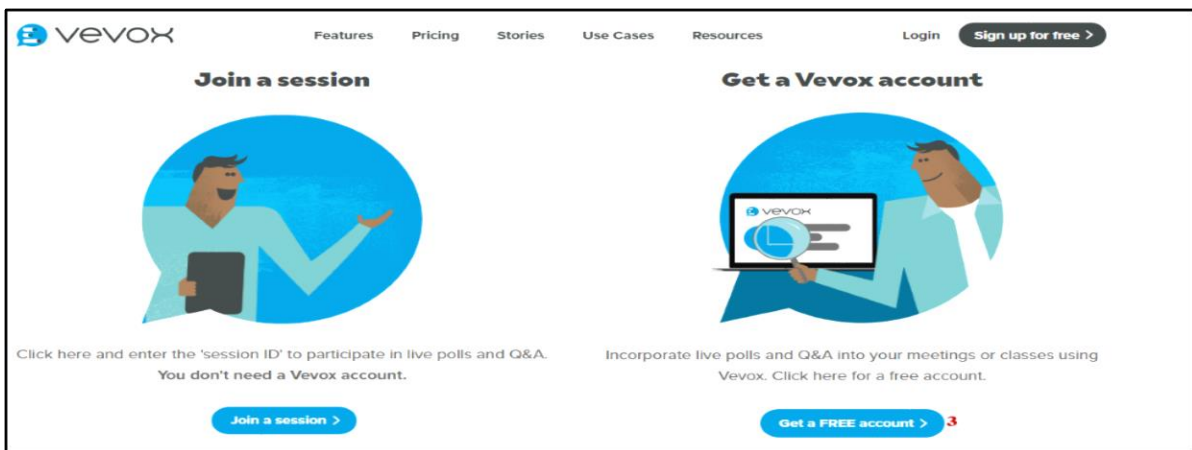 vevox Features Pricing Stories Use Cases Resources Login Sign up for free >
Join a session
Get a Vevox account
vevox
Click here and enter the 'session ID' to participate in live polls and Q&A.
You don't need a Vevox account.
Incorporate live polls and Q&A into your meetings or classes using
Vevox. Click here for a free account.
Join a session >
Get a FREE account > 3